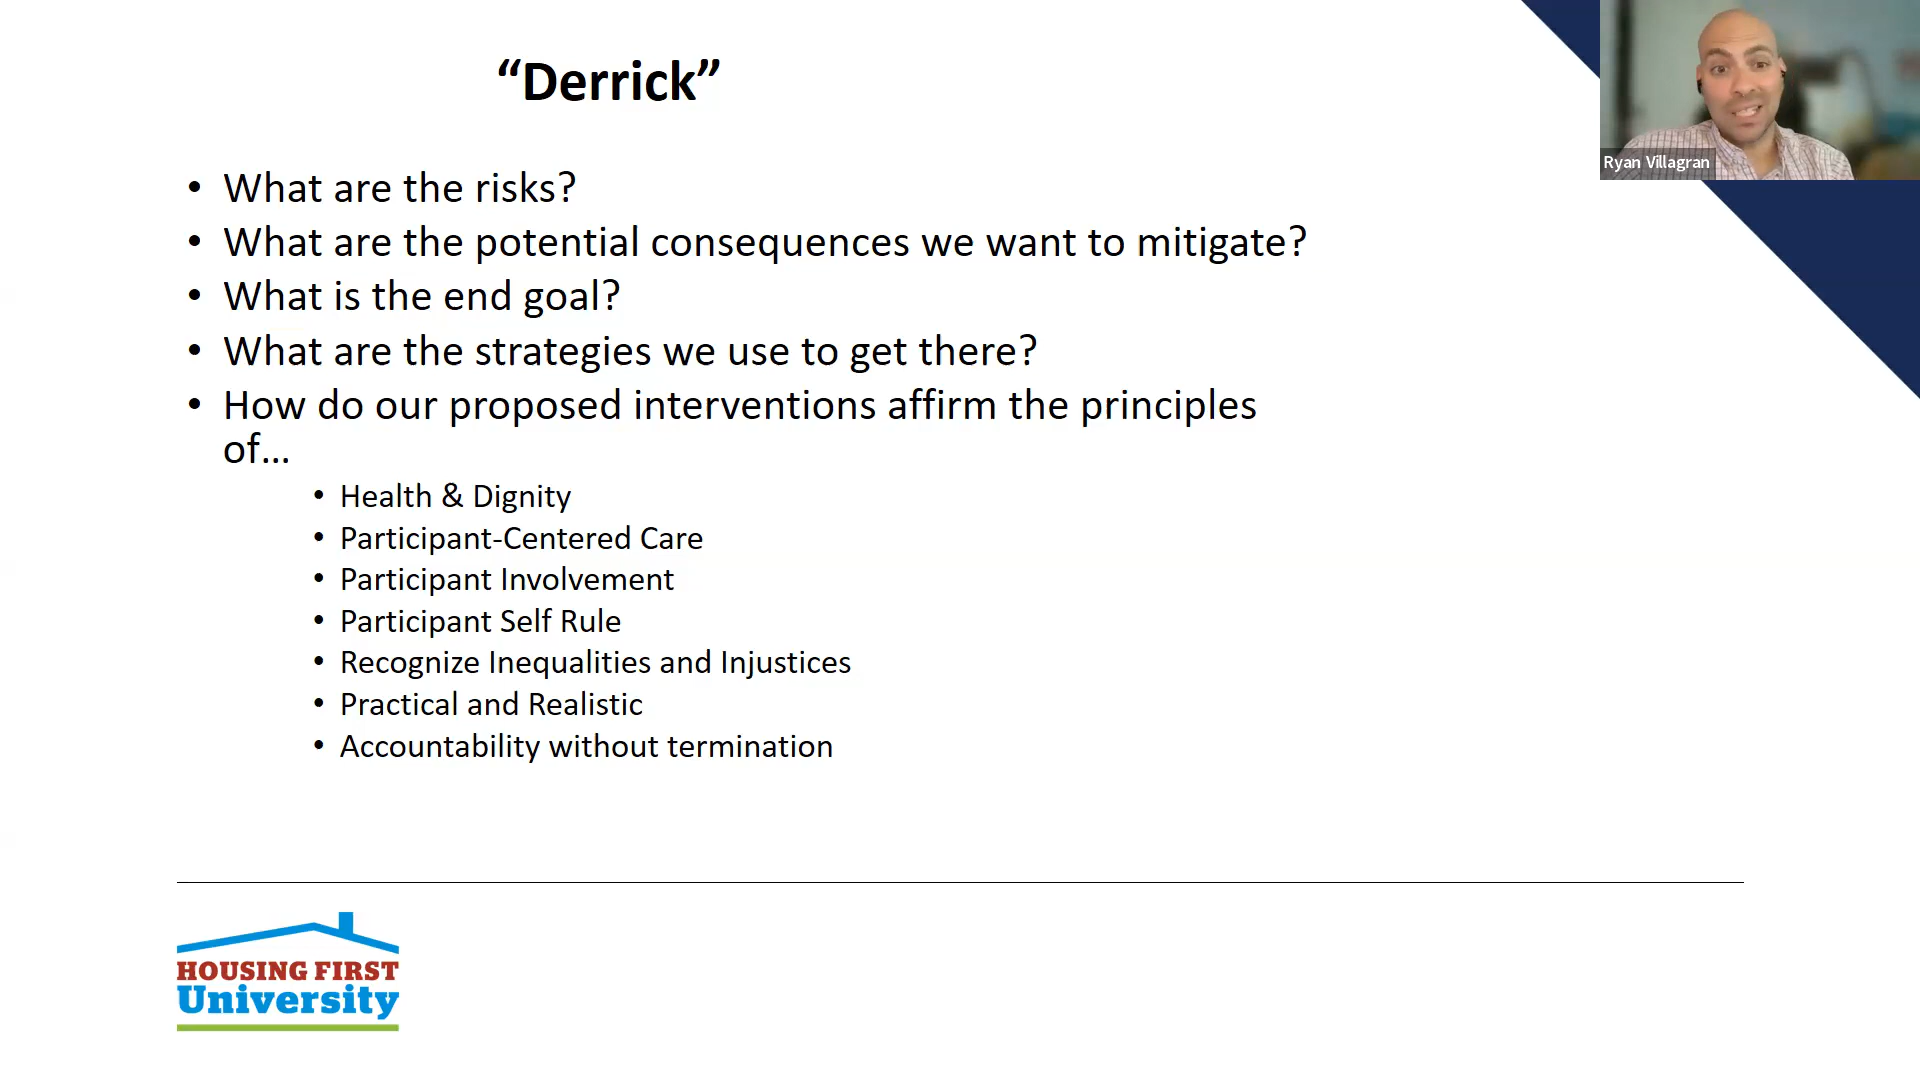 “Derrick”
Ryan Villagran
• What are the risks?
• What are the potential consequences we want to mitigate?
• What is the end goal?
• What are the strategies we use to get there?
• How do our proposed interventions affirm the principles
of…
• Health & Dignity
• Participant-Centered Care
• Participant Involvement
• Participant Self Rule
• Recognize Inequalities and Injustices
• Practical and Realistic
• Accountability without termination
HOUSING FIRST
University